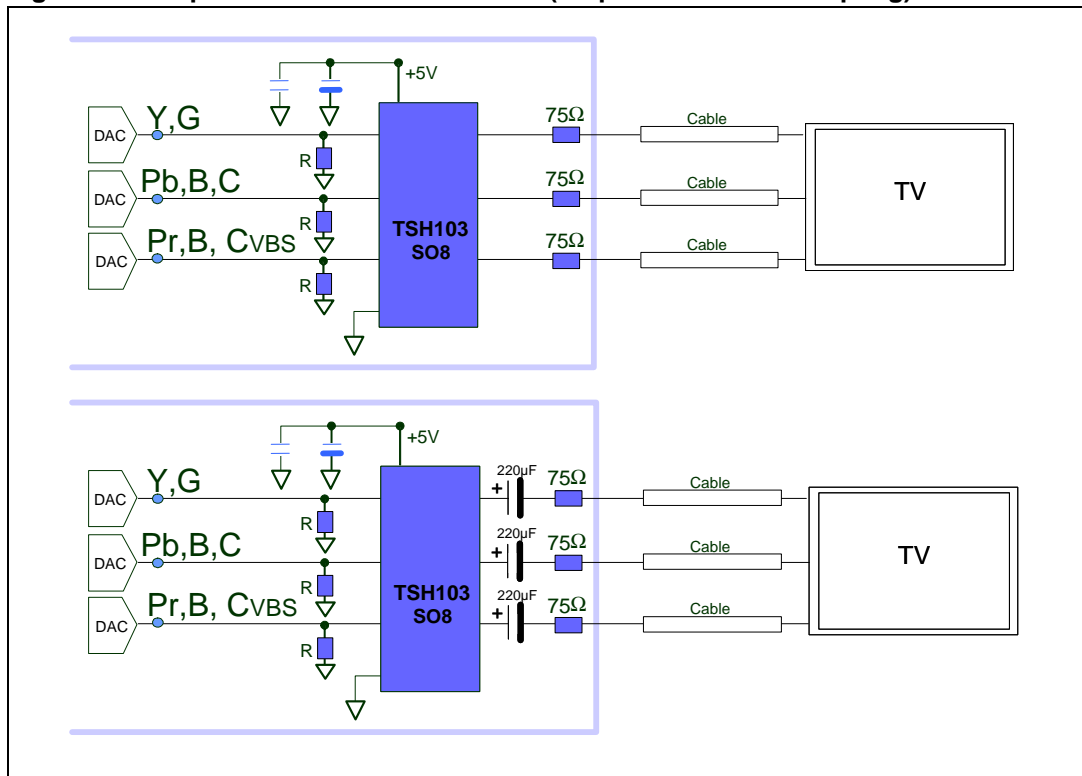 +5V
DAC
Y,G
R
75Ω
Cable
DAC
Pb,B,C
R
75Ω
Cable
TV
TSH103
SO8
DAC
Pr,B, CVBS
R
75Ω
Cable
+5V
DAC
Y,G
R
+
220µF
75Ω
Cable
DAC
Pb,B,C
R
+
220µF
75Ω
Cable
TV
TSH103
SO8
DAC
Pr,B, CVBS
R
+
220µF
75Ω
Cable